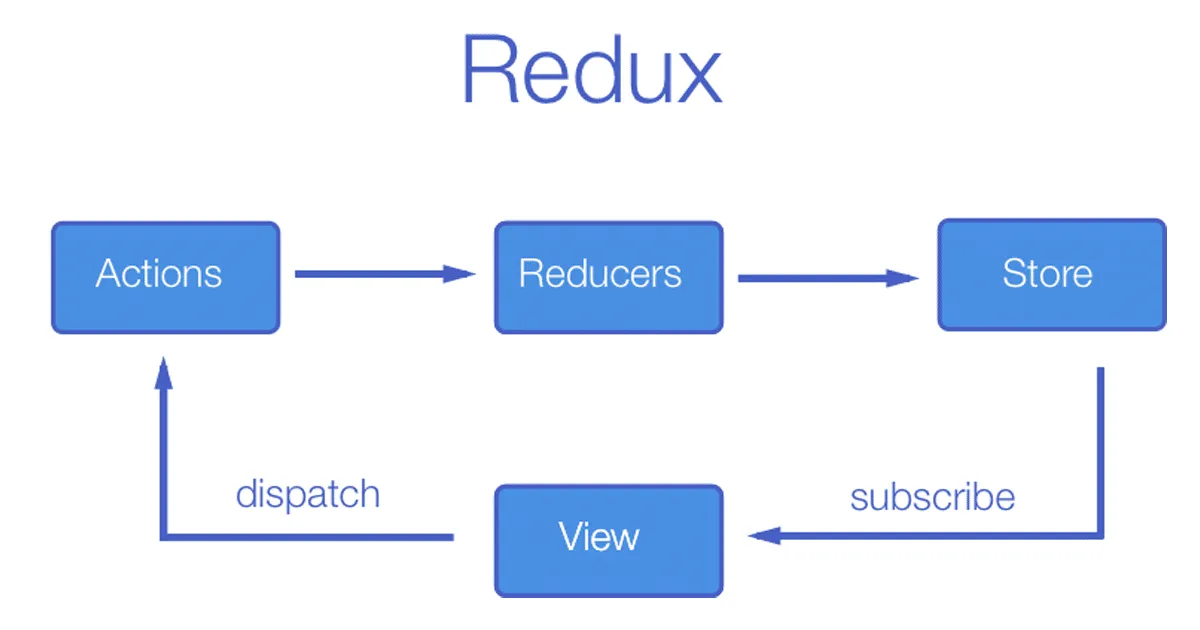 Redux
Actions
Reducers
Store
dispatch
subscribe
View